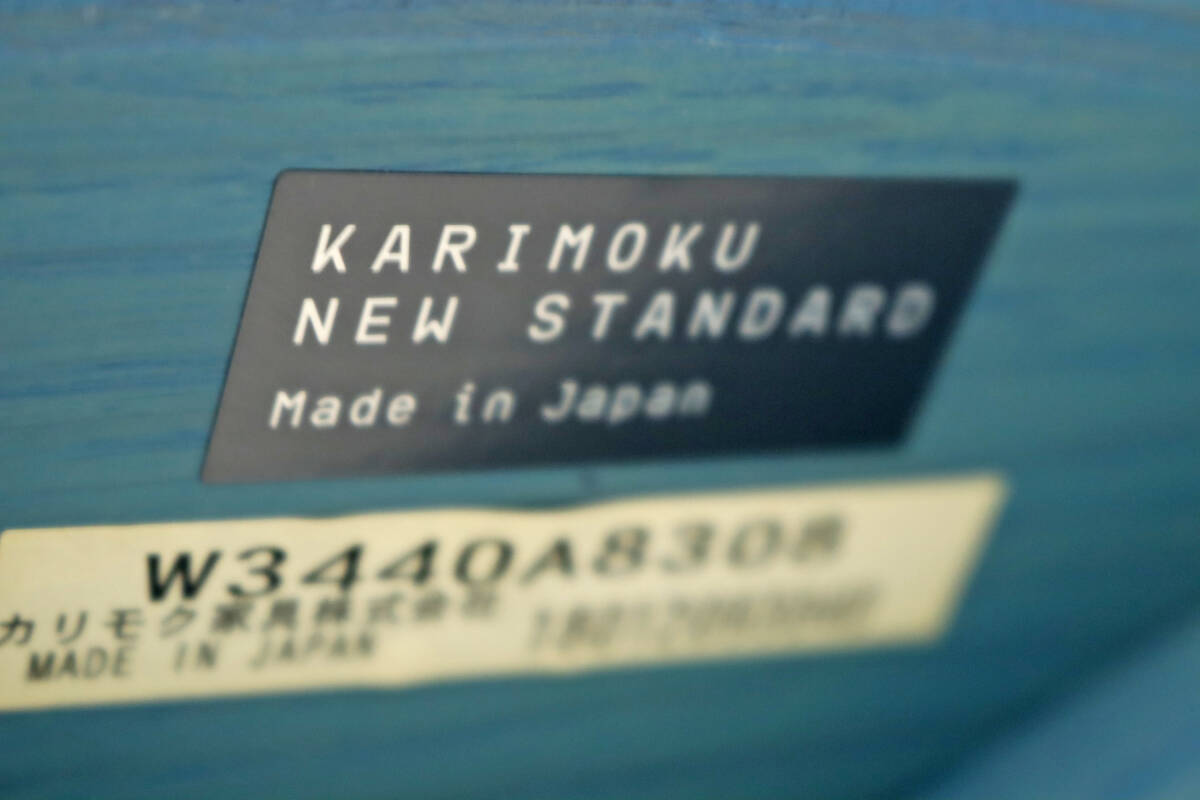 KARIMOKU
NEW STANDARD
Made in Japan
W3440A830B
カリモク家具株式会社
MADE IN JAPAN